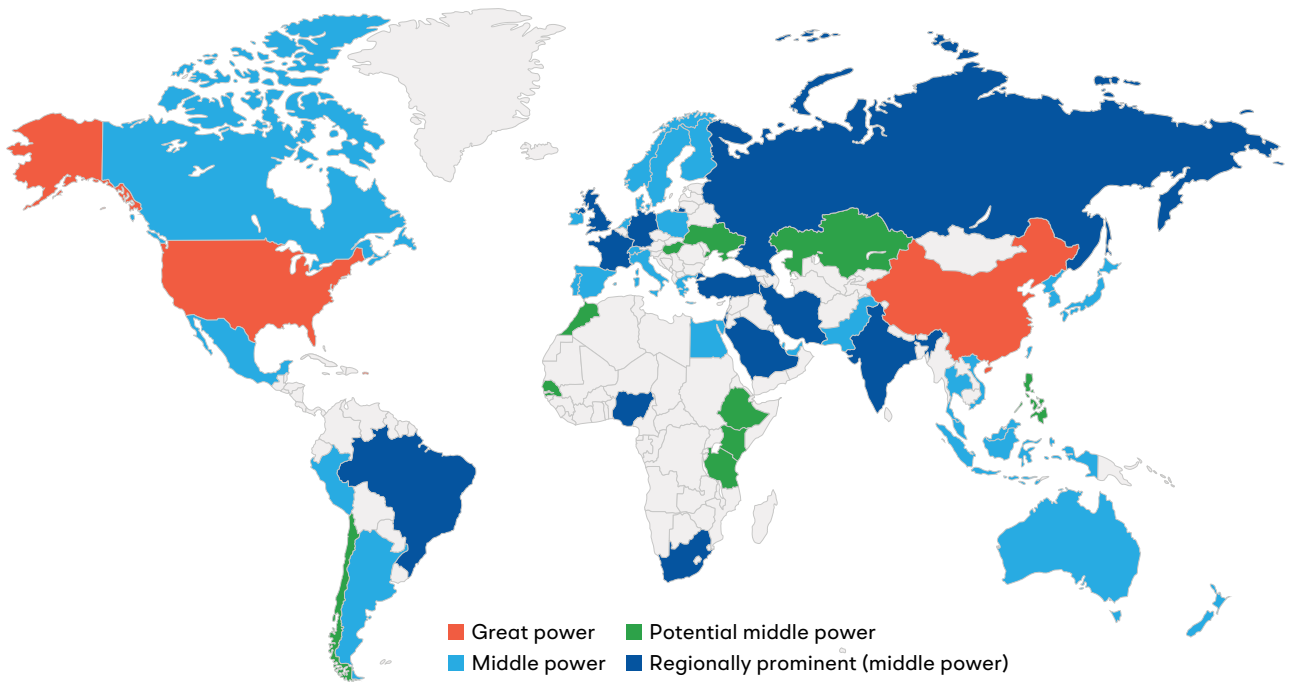 Great power
Potential middle power
Middle power
Regionally prominent (middle power)